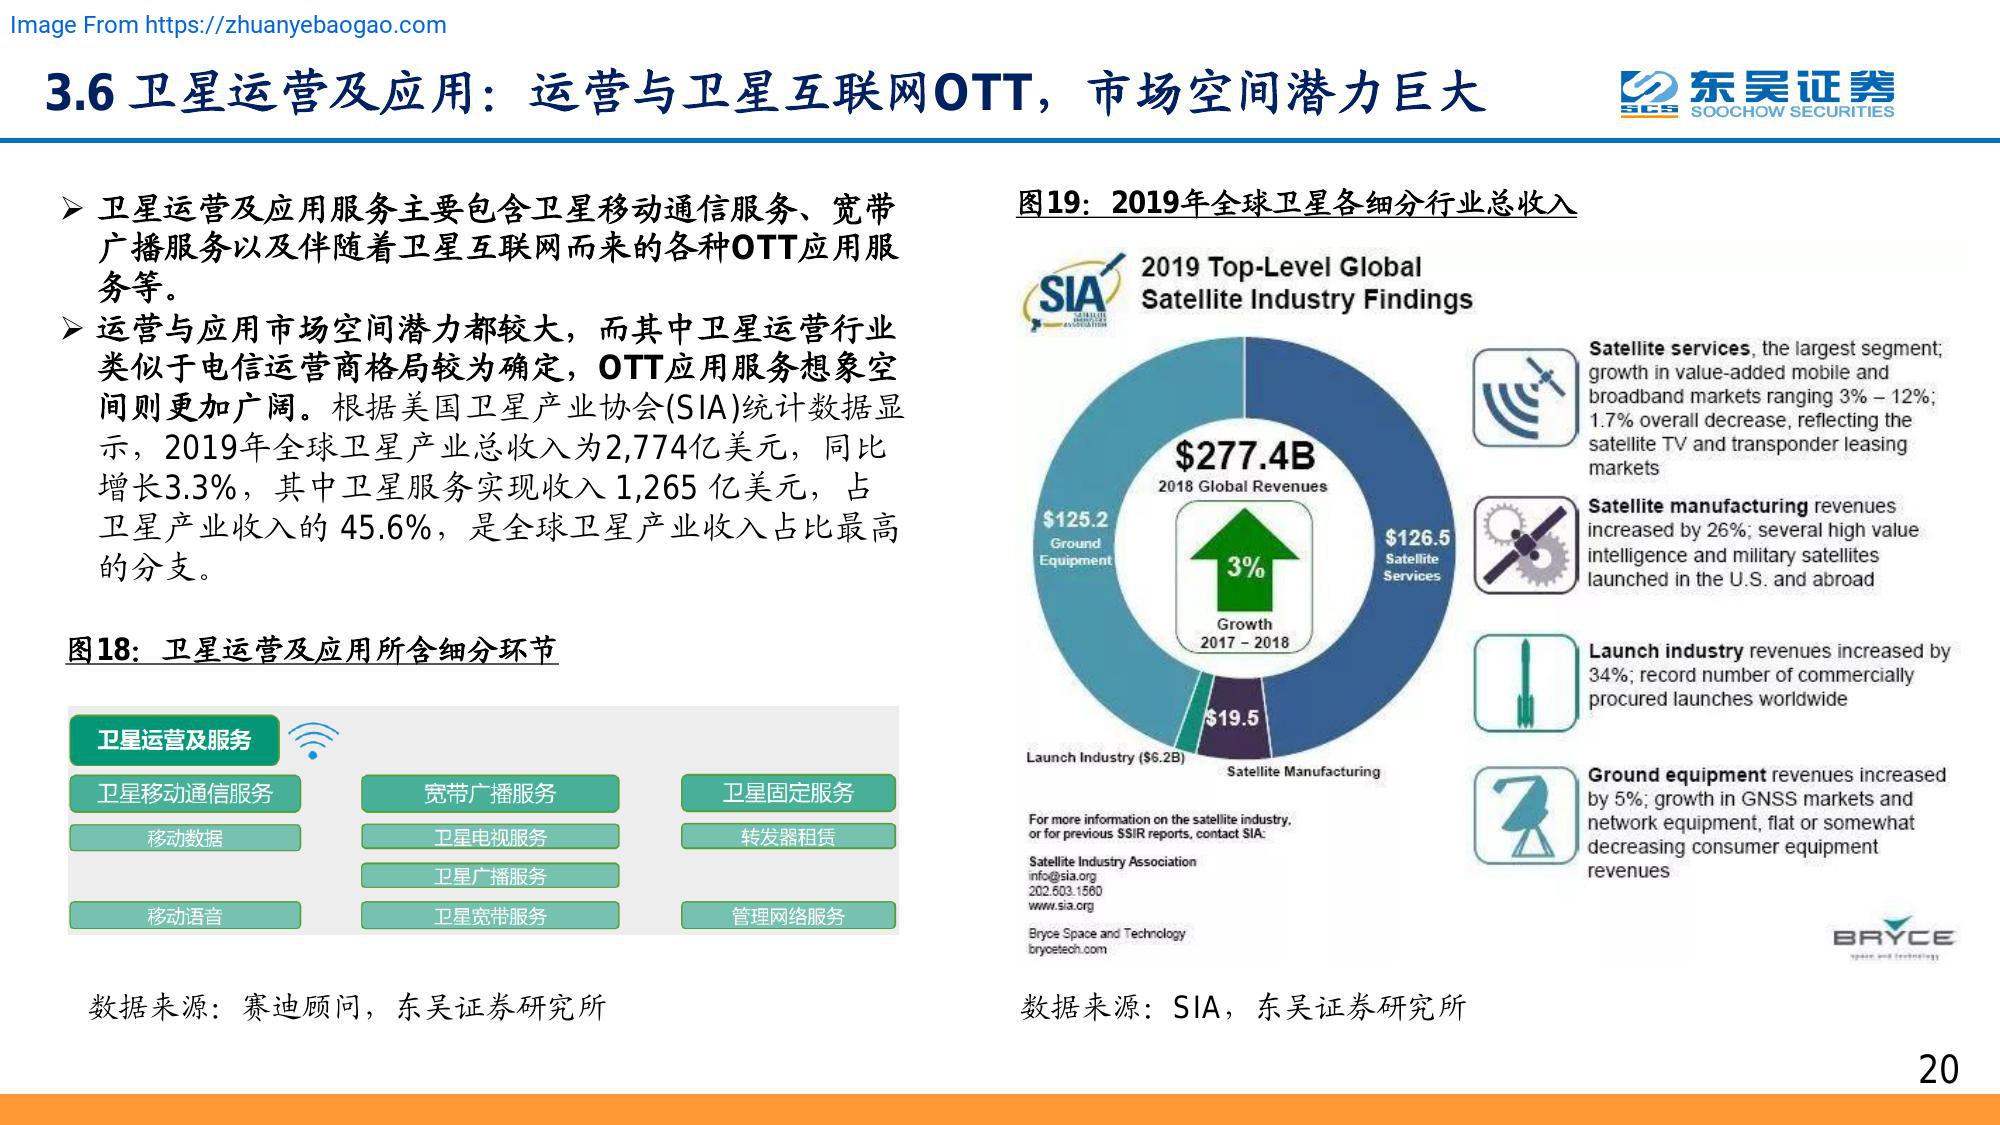 Image From https://zhuanyebaogao.com
3.6 卫星运营及应用：运营与卫星互联网OTT，市场空间潜力巨大
SCS
东吴证券
SOOCHOW SECURITIES
➢ 卫星运营及应用服务主要包含卫星移动通信服务、宽带
广播服务以及伴随着卫星互联网而来的各种OTT应用服
务等。
➢ 运营与应用市场空间潜力都较大，而其中卫星运营行业
类似于电信运营商格局较为确定，OTT应用服务想象空
间则更加广阔。根据美国卫星产业协会(SIA)统计数据显
示，2019年全球卫星产业总收入为2,774亿美元，同比
增长3.3%，其中卫星服务实现收入 1,265 亿美元，占
卫星产业收入的 45.6%，是全球卫星产业收入占比最高
的分支。
图18：卫星运营及应用所含细分环节
卫星运营及服务
卫星移动通信服务
宽带广播服务
卫星固定服务
移动数据
卫星电视服务
转发器租赁
卫星广播服务
移动语音
卫星宽带服务
管理网络服务
数据来源：赛迪顾问，东吴证券研究所
图19：2019年全球卫星各细分行业总收入
SIA
SATELLITE
INDUSTRY
ASSOCIATION
2019 Top-Level Global
Satellite Industry Findings
$277.4B
2018 Global Revenues
3%
Growth
2017 – 2018
$125.2
Ground
Equipment
$126.5
Satellite
Services
$19.5
Launch Industry ($6.2B)
Satellite Manufacturing
Satellite services, the largest segment;
growth in value-added mobile and
broadband markets ranging 3% – 12%;
1.7% overall decrease, reflecting the
satellite TV and transponder leasing
markets
Satellite manufacturing revenues
increased by 26%; several high value
intelligence and military satellites
launched in the U.S. and abroad
Launch industry revenues increased by
34%; record number of commercially
procured launches worldwide
Ground equipment revenues increased
by 5%; growth in GNSS markets and
network equipment, flat or somewhat
decreasing consumer equipment
revenues
For more information on the satellite industry,
or for previous SSIR reports, contact SIA:
Satellite Industry Association
info@sia.org
202.503.1560
www.sia.org
Bryce Space and Technology
brycetech.com
BRYCE
space and technology
数据来源：SIA，东吴证券研究所
20